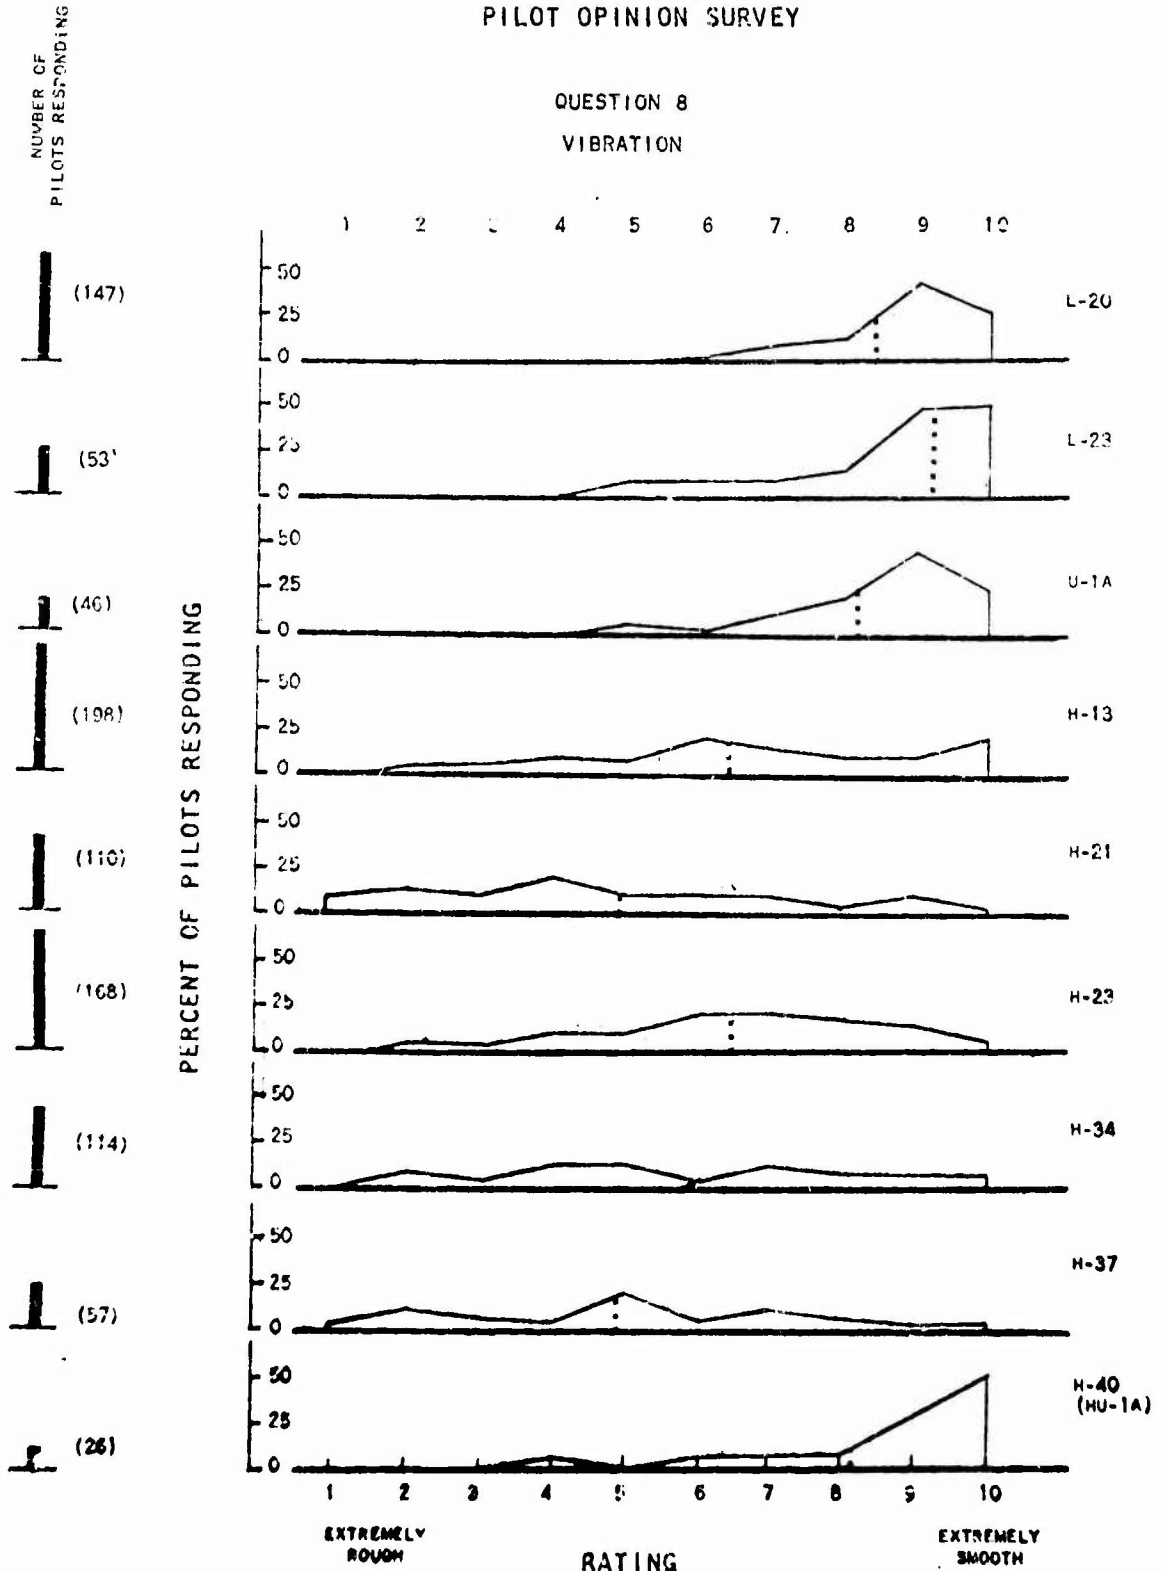 PILOT OPINION SURVEY
NUMBER OF
PILOTS RESPONDING
QUESTION 8
VIBRATION
1 2 4 5 6 7. 8 9 10
50
25
0
(147)
L-20
50
25
0
(53)
L-23
50
25
0
(46)
U-1A
50
25
0
(198)
H-13
PERCENT OF PILOTS RESPONDING
50
25
0
(110)
H-21
50
25
0
(168)
H-23
50
25
0
(114)
H-34
50
25
0
(57)
H-37
50
25
0
(26)
H-40
(HU-1A)
1 2 3 4 5 6 7 8 9 10
EXTREMELY
ROUGH
RATING
EXTREMELY
SMOOTH